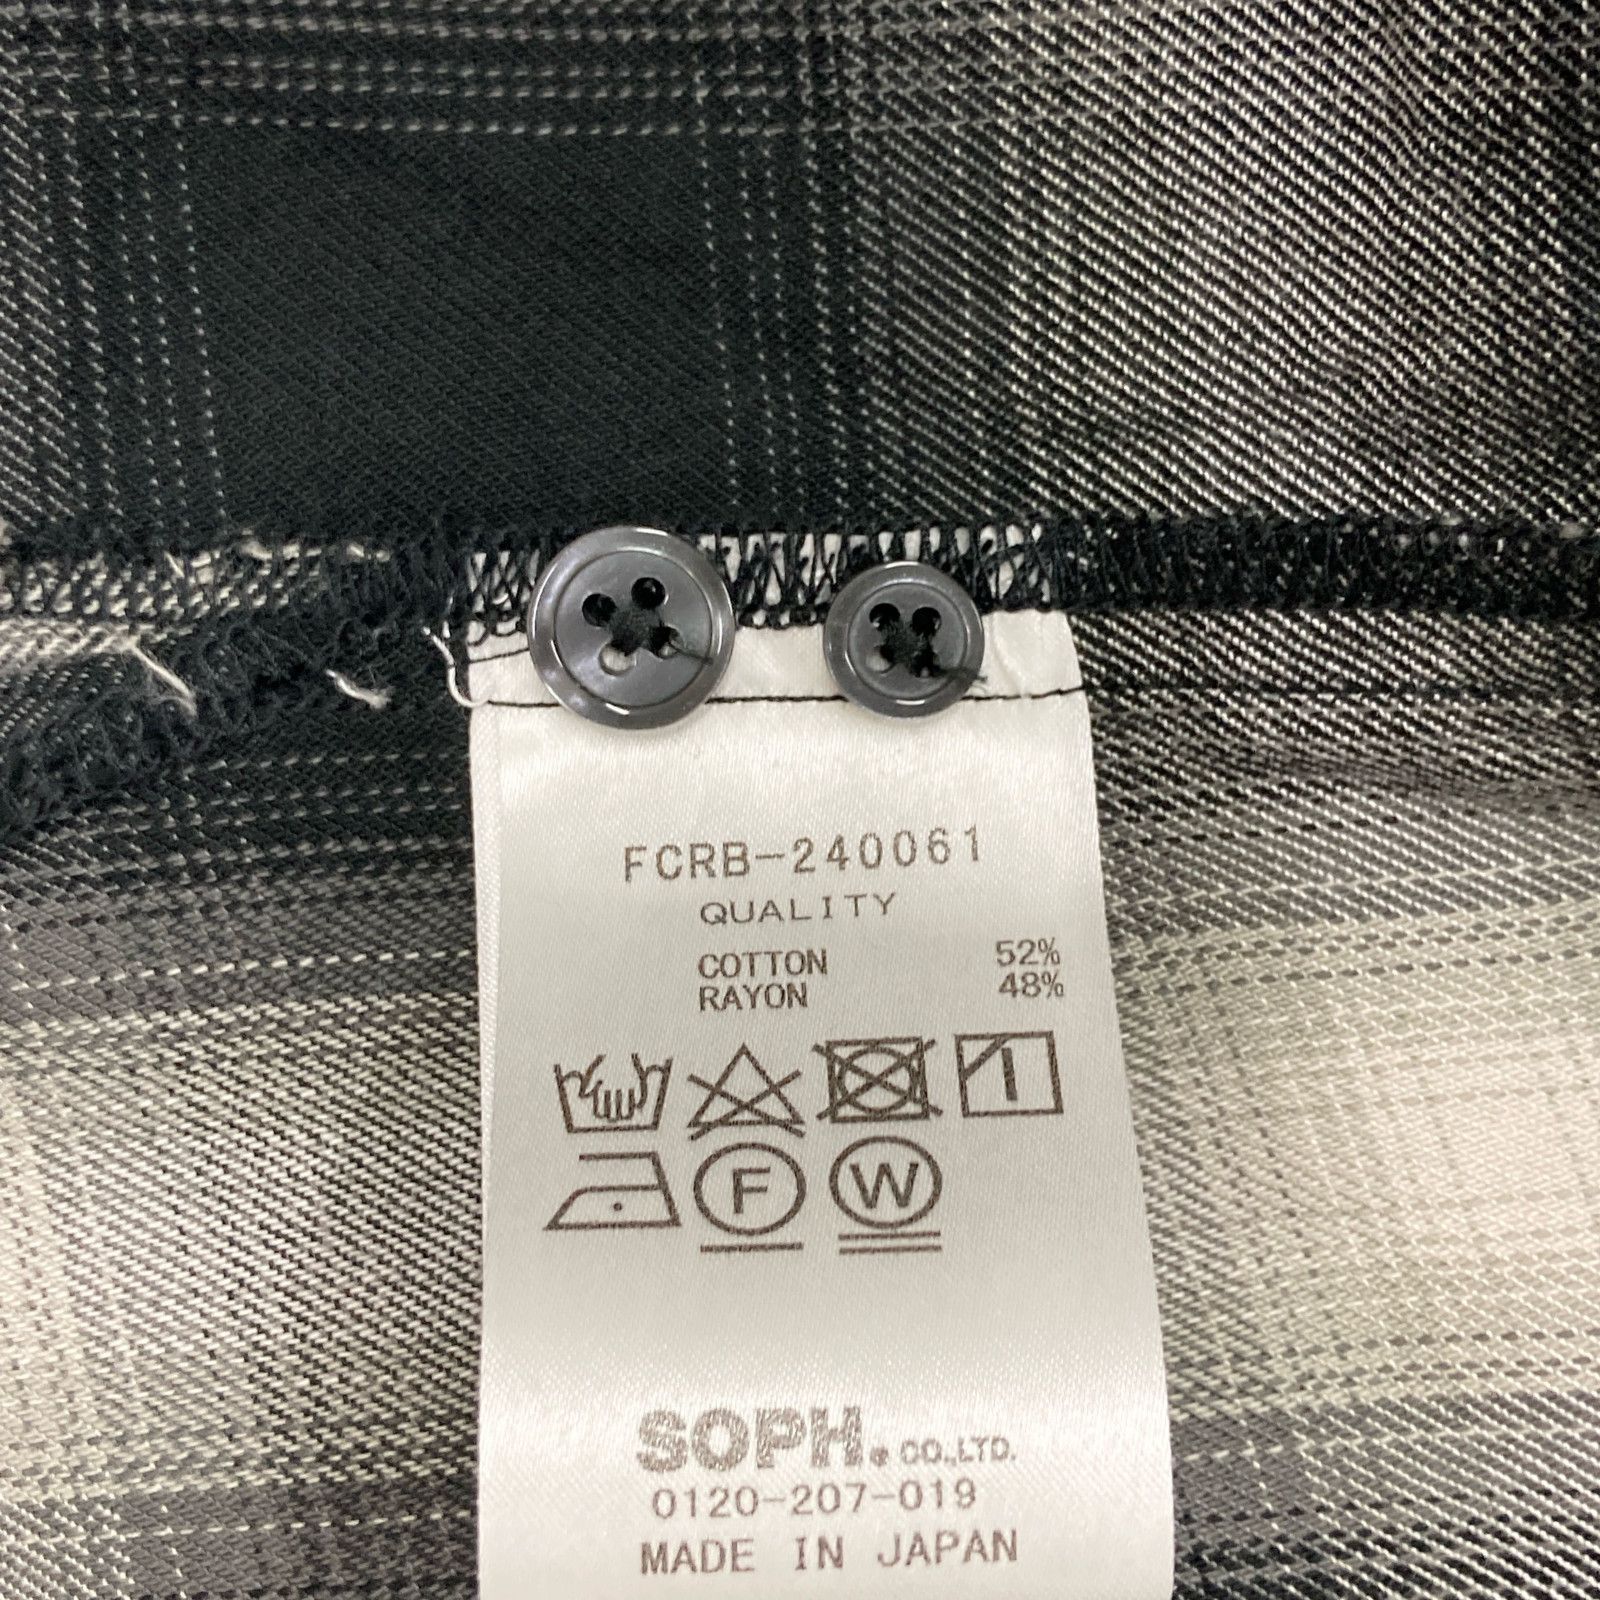 FCRB-240061
QUALITY
COTTON 52%
RAYON 48%
F W
SOPH. CO.,LTD.
0120-207-019
MADE IN JAPAN